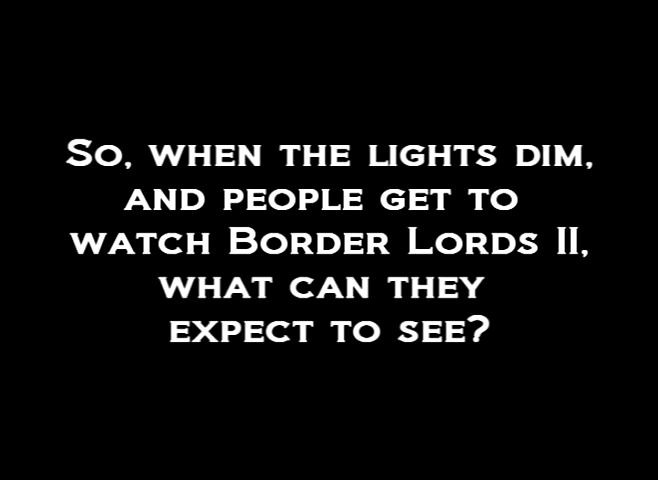 So, when the lights dim,
and people get to
watch Border Lords II,
what can they
expect to see?